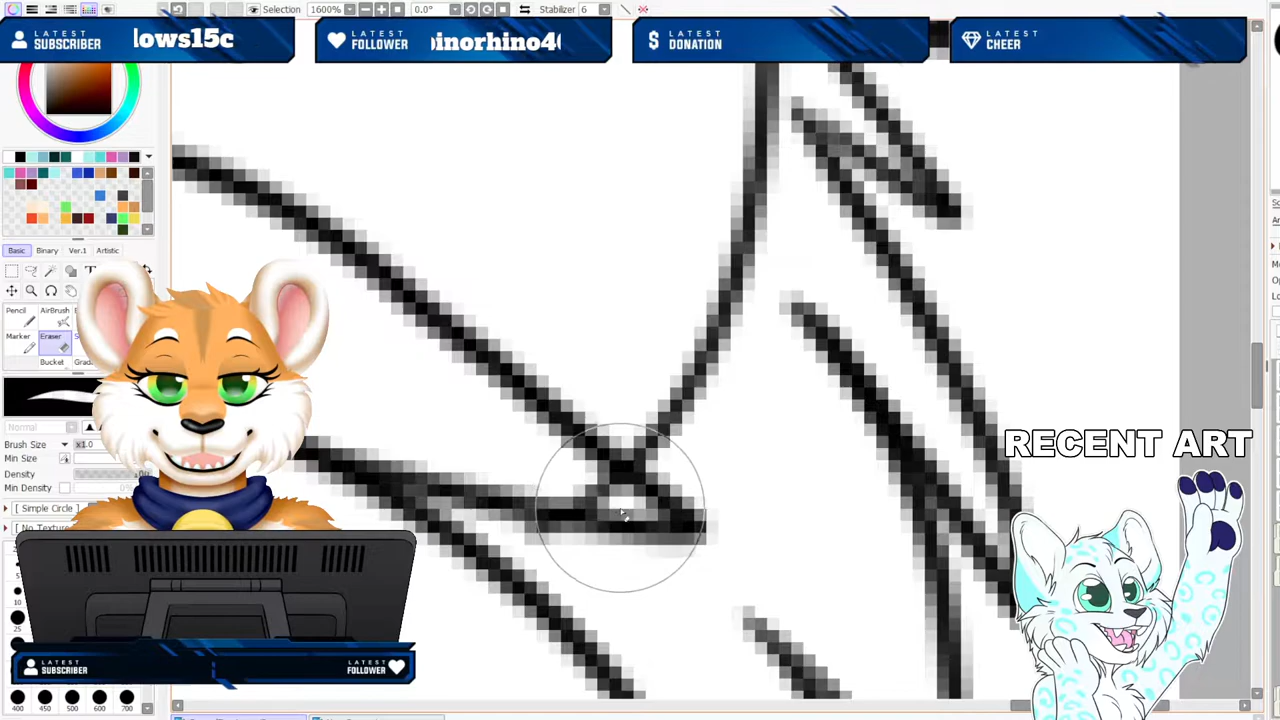 Selection
1600%
0.0°
Stabilizer 6
LATEST
SUBSCRIBER
lows15c
LATEST
FOLLOWER
LATEST
DONATION
LATEST
CHEER
Basic
Binary
Ver.1
Artistic
T
Pencil
AirBrush
Marker
Eraser
Bucket
Normal
Brush Size
x1.0
Min Size
Density
Min Density
[ Simple Circle ]
10
25
400
450
500
600
700
LATEST
SUBSCRIBER
LATEST
FOLLOWER
RECENT ART